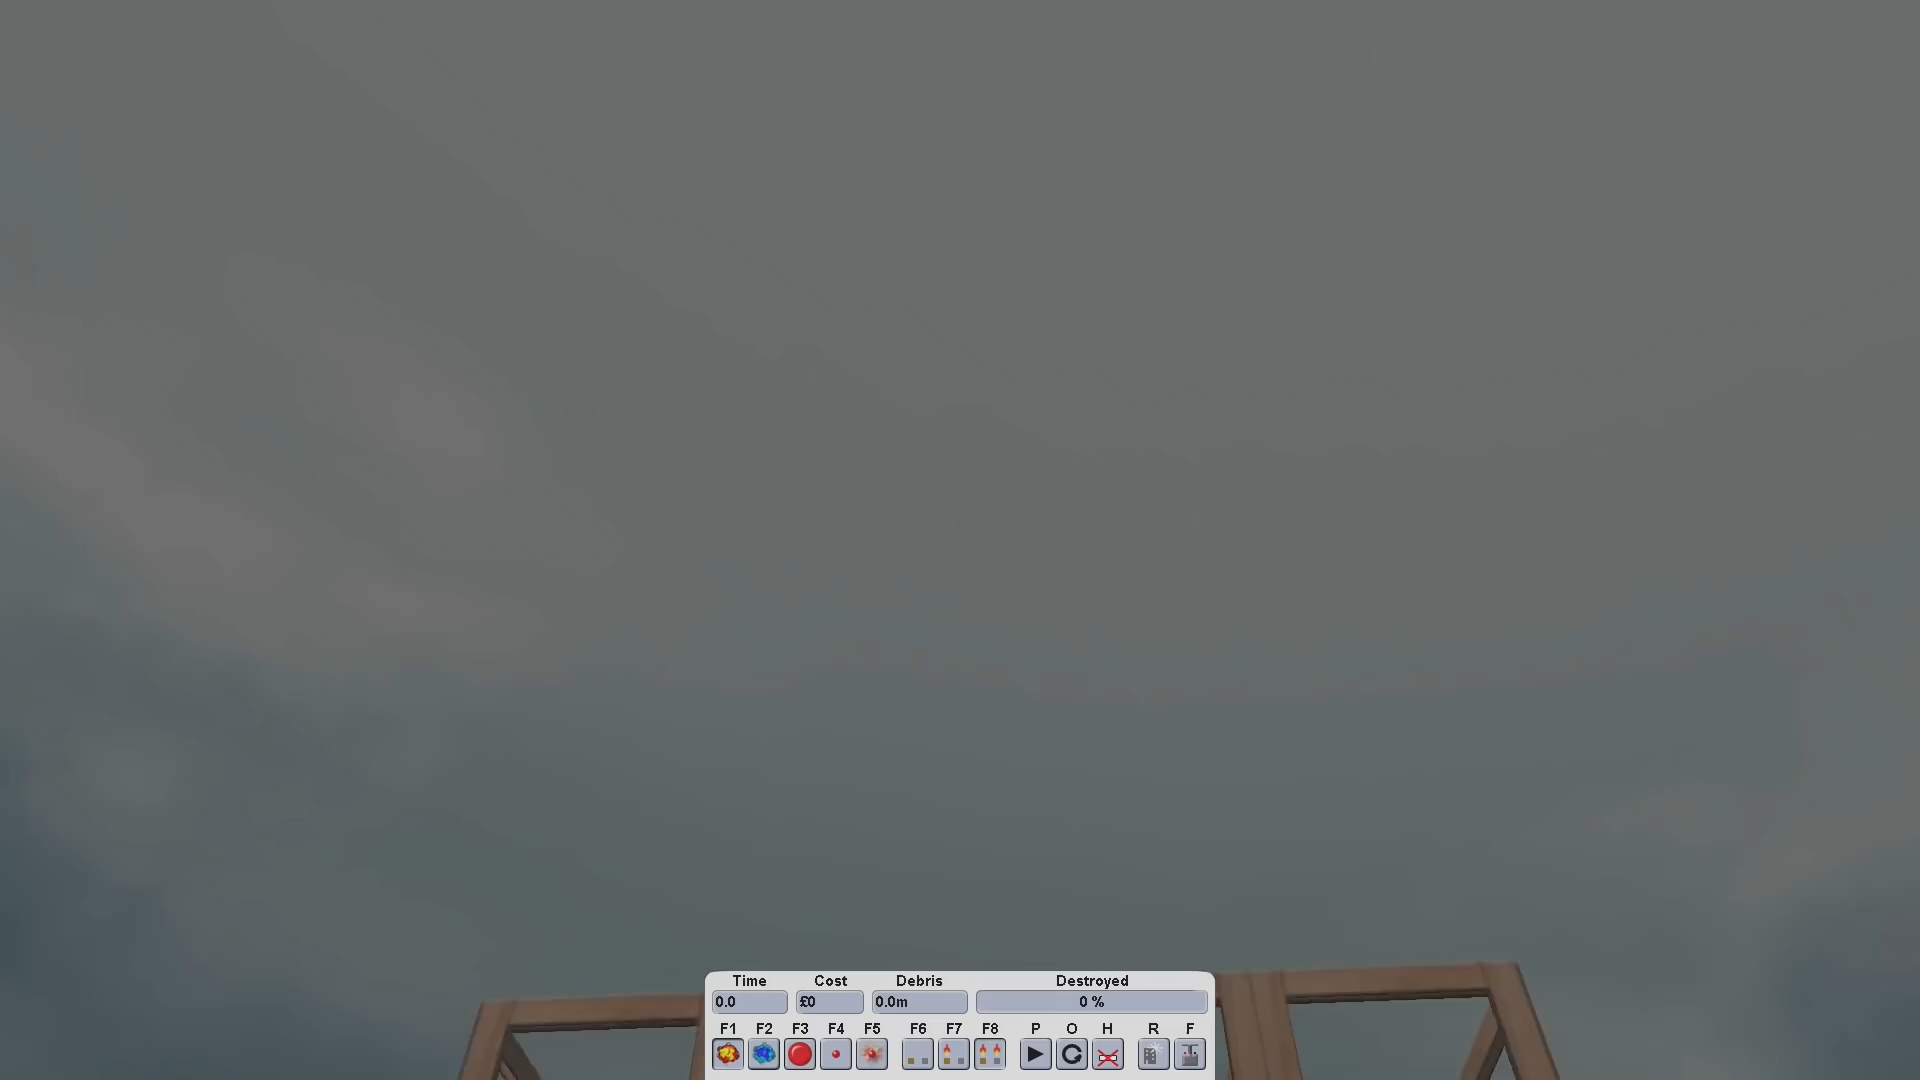 Time Cost Debris Destroyed
0.0 £0 0.0m 0 %
F1 F2 F3 F4 F5 F6 F7 F8 P O H R F